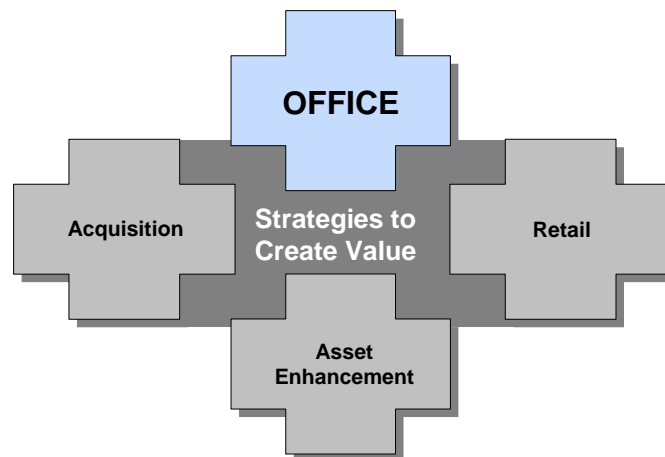 OFFICE
Acquisition
Strategies to
Create Value
Retail
Asset
Enhancement